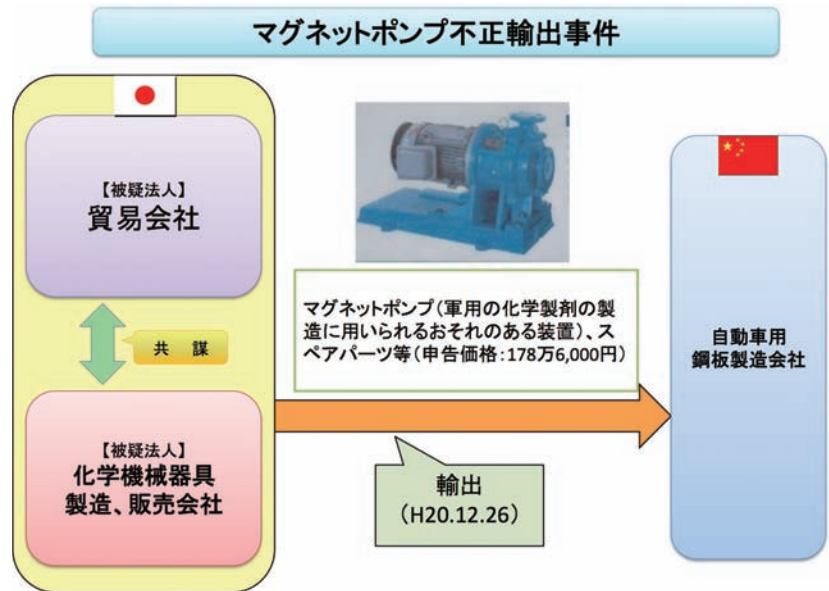 マグネットポンプ不正輸出事件
【被疑法人】
貿易会社
共　謀
【被疑法人】
化学機械器具
製造、販売会社
マグネットポンプ(軍用の化学製剤の製
造に用いられるおそれのある装置)、ス
ペアパーツ等(申告価格:178万6,000円)
輸出
(H20.12.26)
自動車用
鋼板製造会社